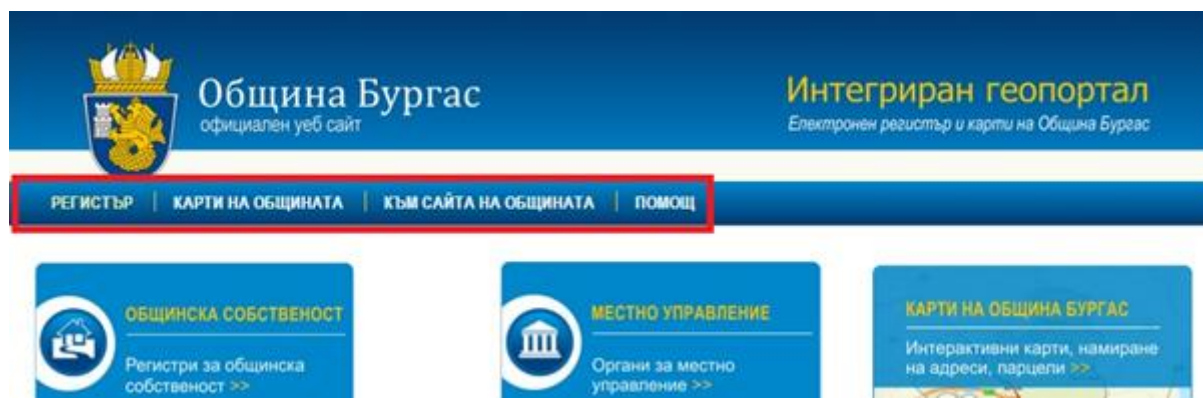 Община Бургас
официален уеб сайт
Интегриран геопортал
Електронен регистър и карти на Община Бургас
РЕГИСТЪР | КАРТИ НА ОБЩИНАТА | КЪМ САЙТА НА ОБЩИНАТА | ПОМОЩ
ОБЩИНСКА СОБСТВЕНОСТ
Регистри за общинска
собственост >>
МЕСТНО УПРАВЛЕНИЕ
Органи за местно
управление >>
КАРТИ НА ОБЩИНА БУРГАС
Интерактивни карти, намиране
на адреси, парцели >>